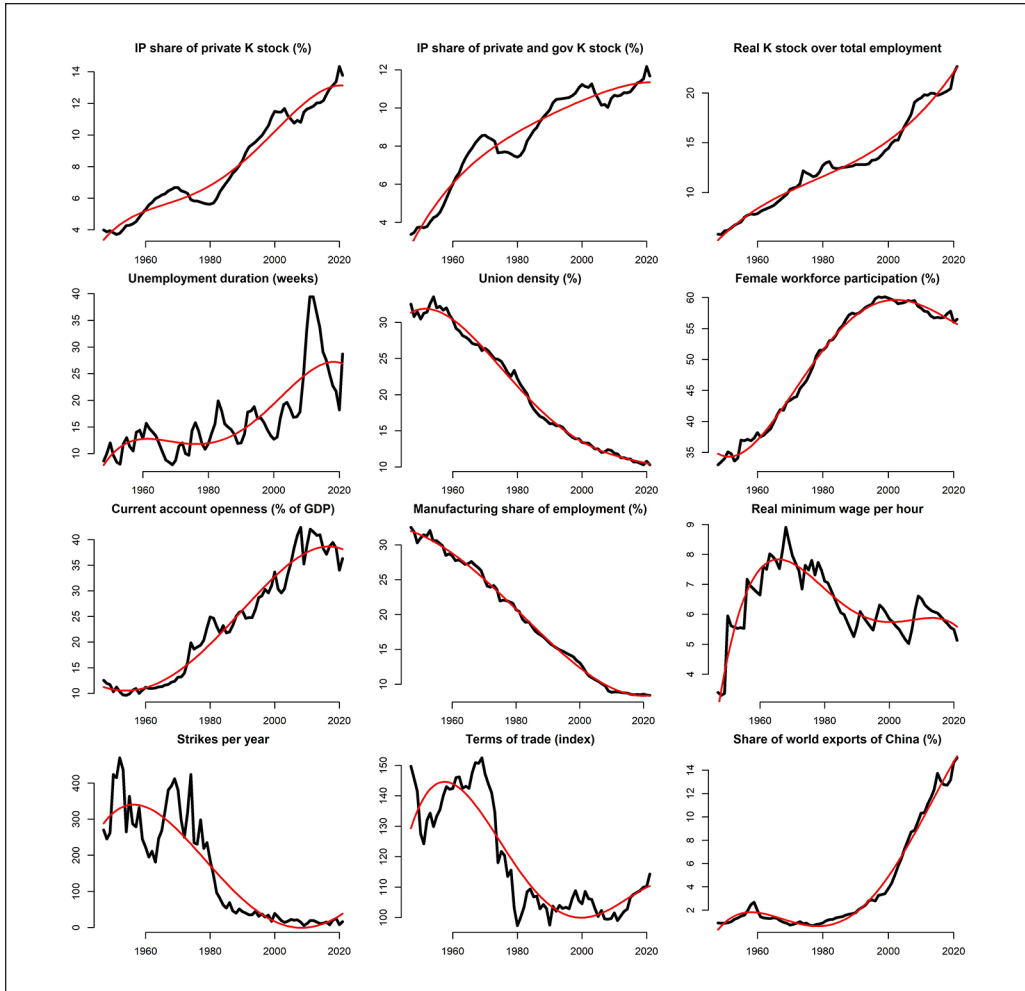 IP share of private K stock (%)
4 6 8 10 12 14
1960 1980 2000 2020
IP share of private and gov K stock (%)
4 6 8 10 12
1960 1980 2000 2020
Real K stock over total employment
10 15 20
1960 1980 2000 2020
Unemployment duration (weeks)
10 15 20 25 30 35 40
1960 1980 2000 2020
Union density (%)
10 15 20 25 30
1960 1980 2000 2020
Female workforce participation (%)
35 40 45 50 55 60
1960 1980 2000 2020
Current account openness (% of GDP)
10 15 20 25 30 35 40
1960 1980 2000 2020
Manufacturing share of employment (%)
10 15 20 25 30
1960 1980 2000 2020
Real minimum wage per hour
4 5 6 7 8 9
1960 1980 2000 2020
Strikes per year
0 100 200 300 400
1960 1980 2000 2020
Terms of trade (index)
100 110 120 130 140 150
1960 1980 2000 2020
Share of world exports of China (%)
2 4 6 8 10 12 14
1960 1980 2000 2020